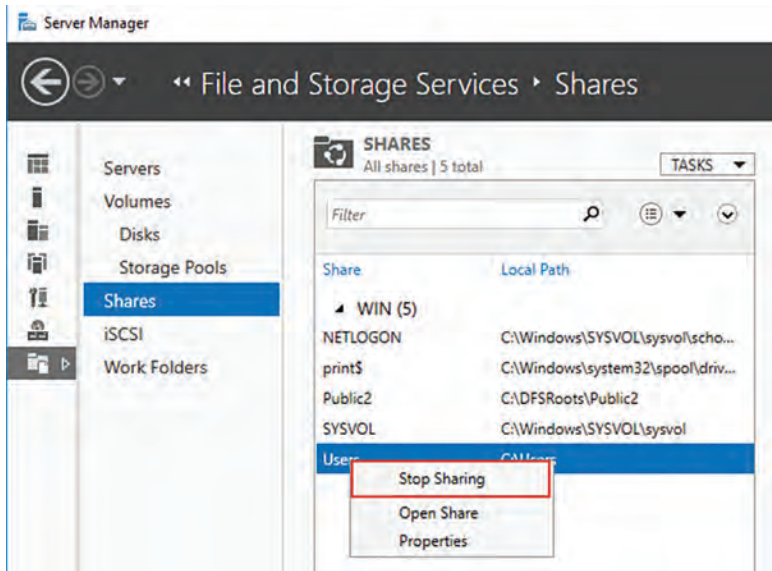 Server Manager
File and Storage Services
Shares
Servers
Volumes
Disks
Storage Pools
Shares
iSCSI
Work Folders
SHARES
All shares | 5 total
TASKS
Filter
Share Local Path
WIN (5)
NETLOGON C:\Windows\SYSVOL\sysvol\scho...
print$ C:\Windows\system32\spool\driv...
Public2 C:\DFSRoots\Public2
SYSVOL C:\Windows\SYSVOL\sysvol
Users C:\Users
Stop Sharing
Open Share
Properties